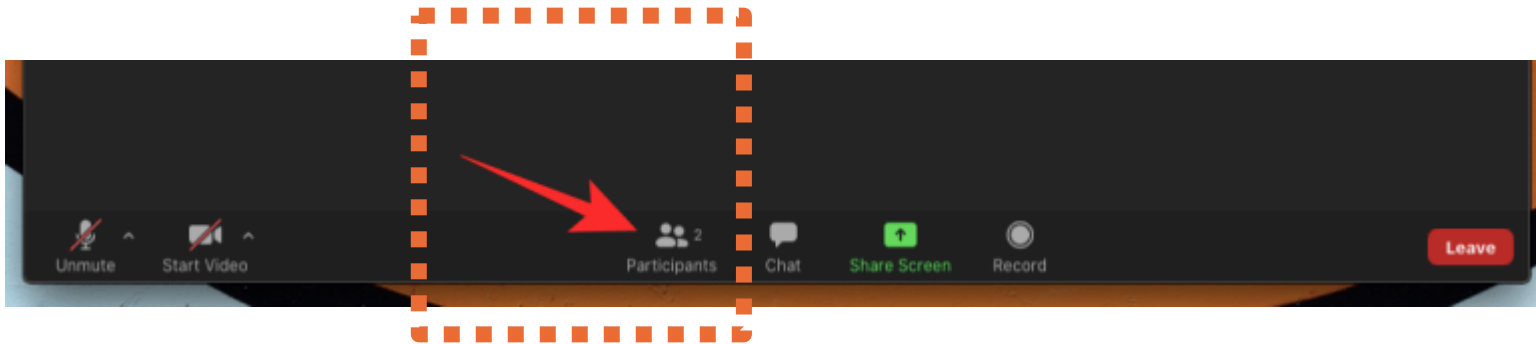 2
Unmute
Start Video
Participants
Chat
Share Screen
Record
Leave